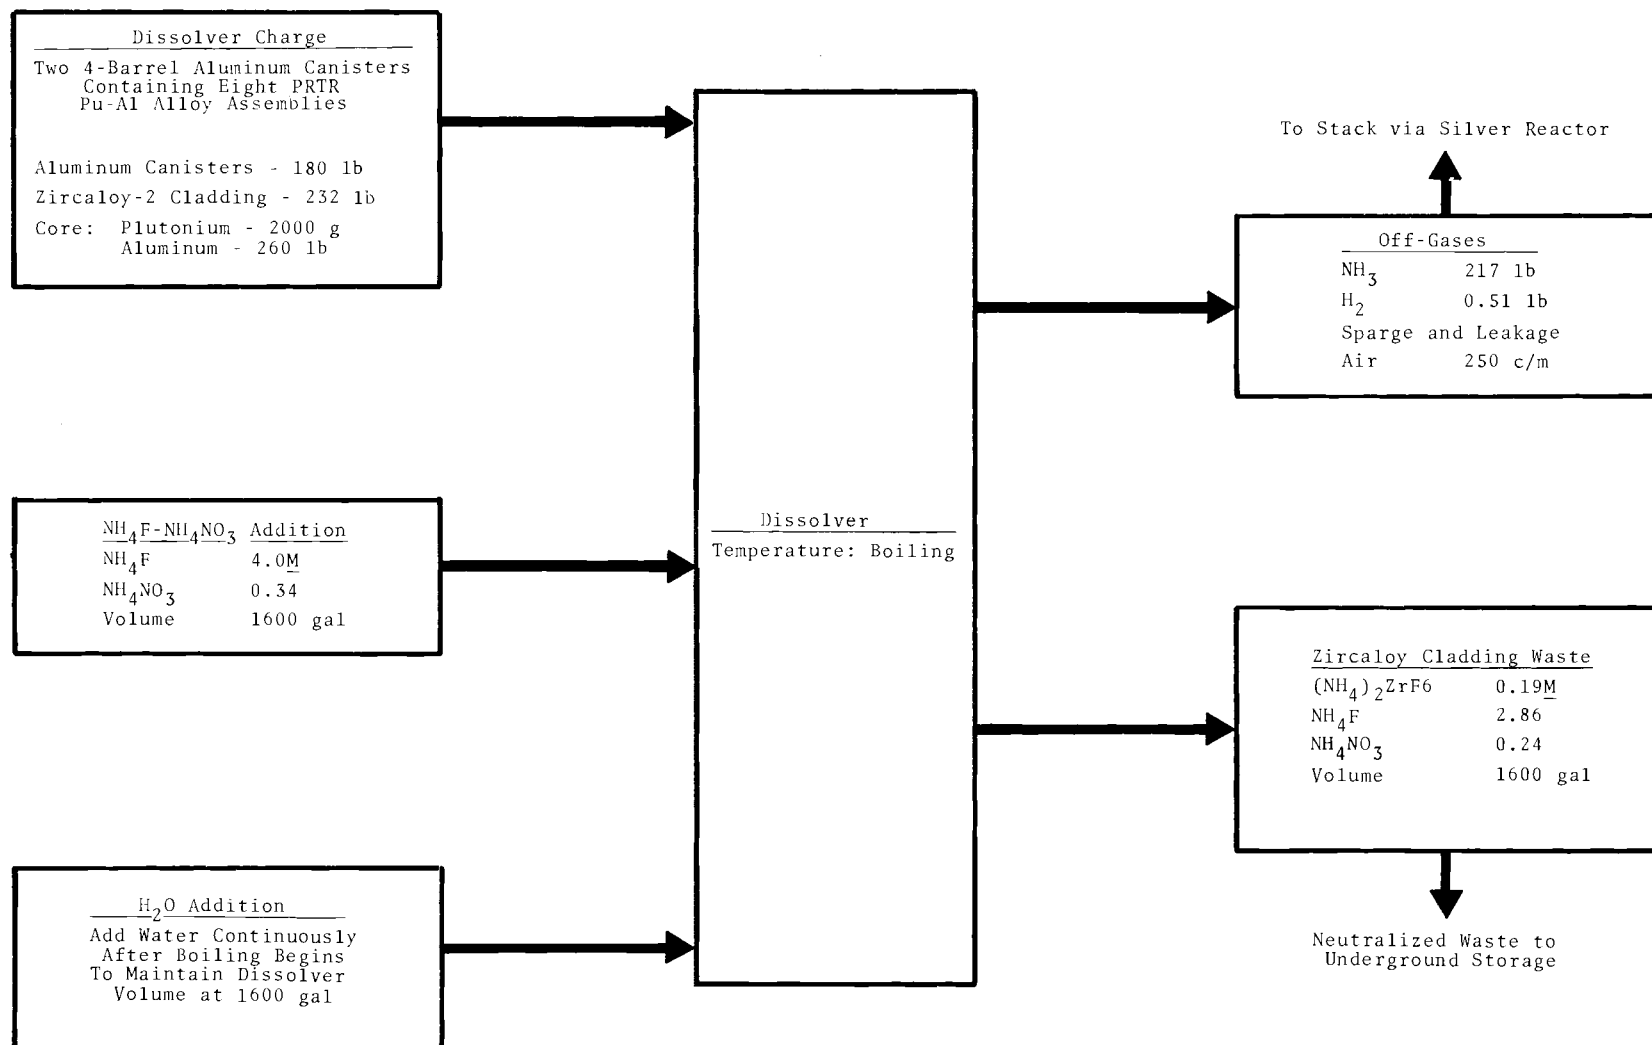 Dissolver Charge
Two 4-Barrel Aluminum Canisters
Containing Eight PRTR
Pu-Al Alloy Assemblies
Aluminum Canisters - 180 lb
Zircaloy-2 Cladding - 232 lb
Core: Plutonium - 2000 g
Aluminum - 260 lb
NH4F-NH4NO3 Addition
NH4F 4.0M
NH4NO3 0.34
Volume 1600 gal
H2O Addition
Add Water Continuously
After Boiling Begins
To Maintain Dissolver
Volume at 1600 gal
Dissolver
Temperature: Boiling
To Stack via Silver Reactor
Off-Gases
NH3 217 lb
H2 0.51 lb
Sparge and Leakage
Air 250 c/m
Zircaloy Cladding Waste
(NH4)2ZrF6 0.19M
NH4F 2.86
NH4NO3 0.24
Volume 1600 gal
Neutralized Waste to
Underground Storage